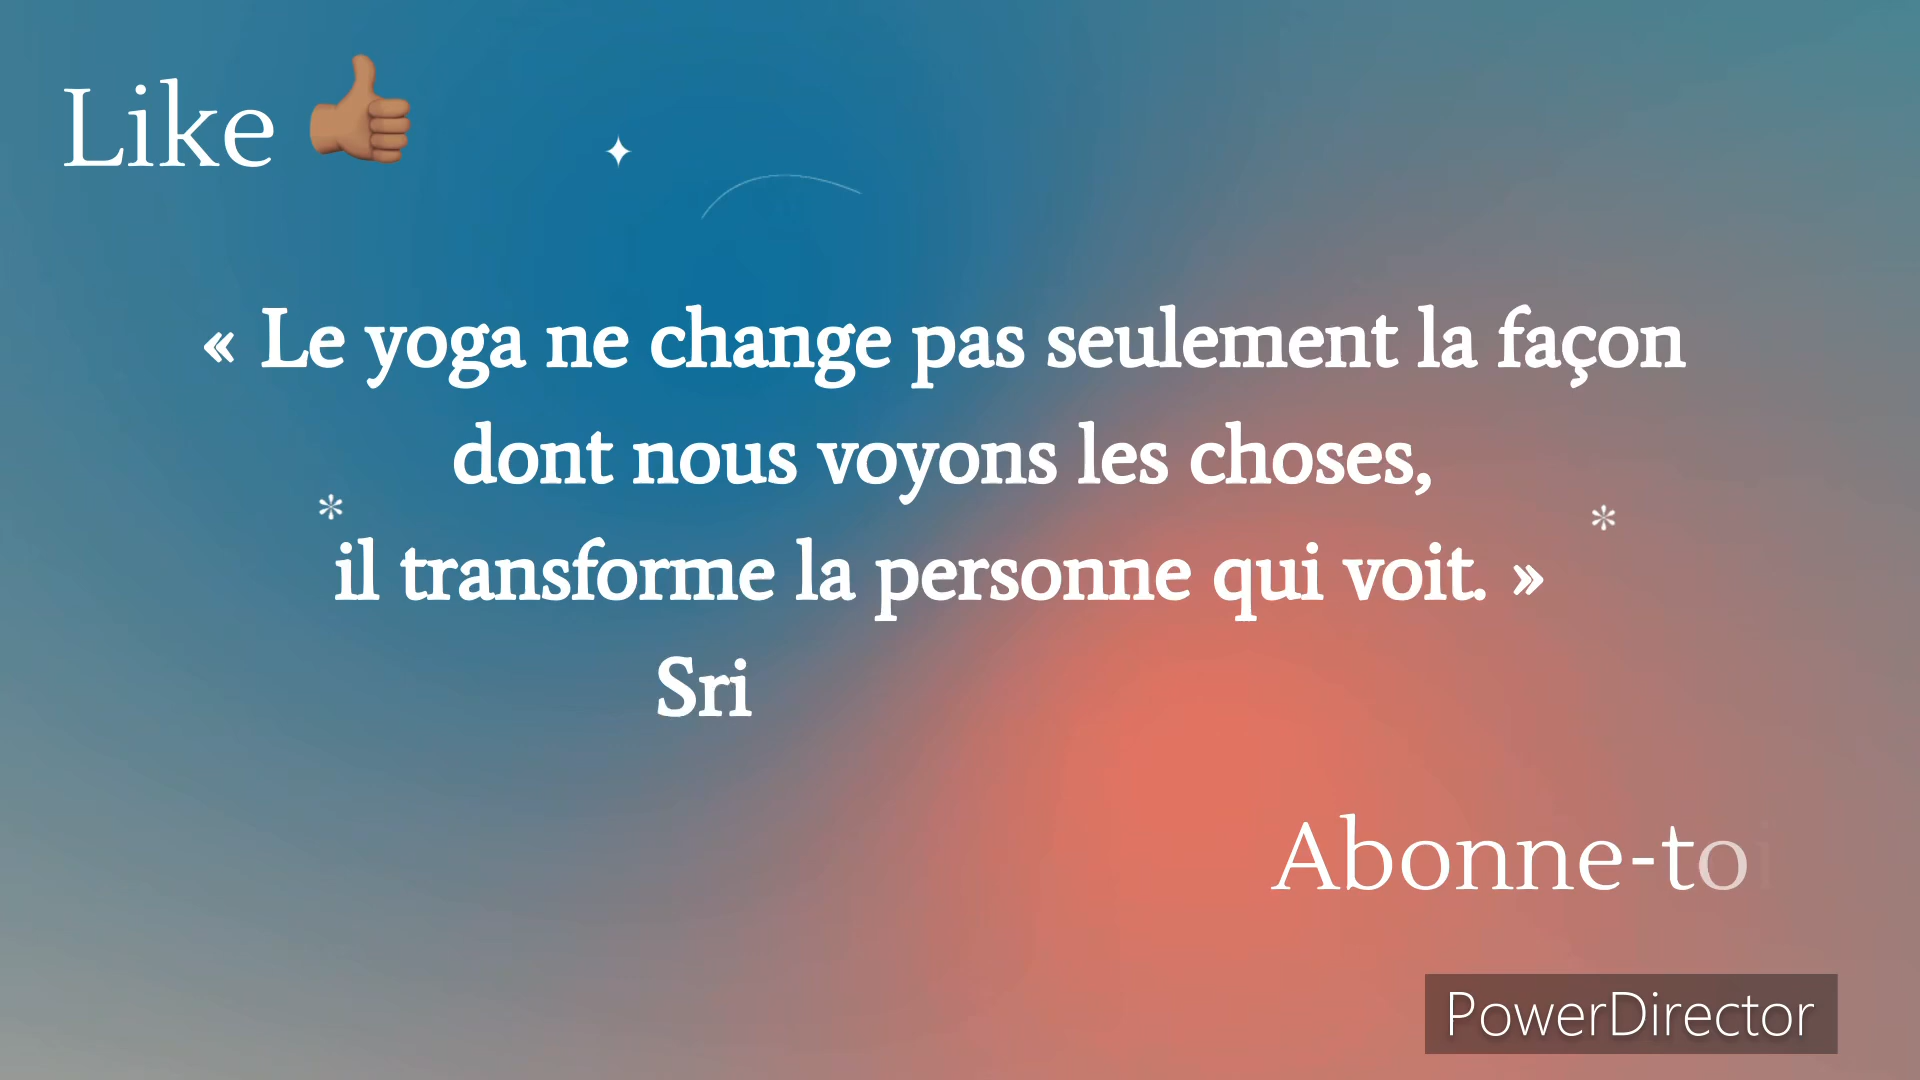 Like 👍🏽
« Le yoga ne change pas seulement la façon
dont nous voyons les choses,
il transforme la personne qui voit. »
Sri
Abonne-toi
PowerDirector